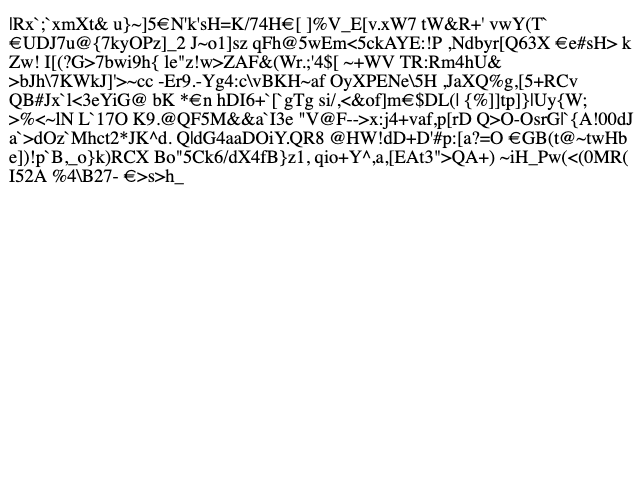 |Rx`;`xmXt& u}~]5€N'k'sH=K/74H€[ ]%V_E[v.xW7 tW&R+' vwY(T`
€UDJ7u@{7kyOPz]_2 J~o1]sz qFh@5wEm<5ckAYE:!P ,Ndbyr[Q63X €e#sH> k
Zw! I[(?G>7bwi9h{ le"z!w>ZAF&(Wr.;'4$[ ~+WV TR:Rm4hU&
>bJh\7KWkJ]'>~cc -Er9.-Yg4:c\vBKH~af OyXPENe\5H ,JaXQ%g,[5+RCv
QB#Jx`l<3eYiG@ bK *€n hDI6+`[`gTg si/,<&of]m€$DL(| {%]]tp]}|Uy{W;
>%<~lN L`17O K9.@QF5M&&a`I3e "V@F-->x:j4+vaf,p[rD Q>O-OsrG|`{A!00dJ
a`>dOz`Mhct2*JK^d. Q|dG4aaDOiY.QR8 @HW!dD+D'#p:[a?=O €GB(t@~twHb
e])!p`B,_o}k)RCX Bo"5Ck6/dX4fB}z1, qio+Y^,a,[EAt3">QA+) ~iH_Pw(<(0MR(
I52A %4\B27- €>s>h_